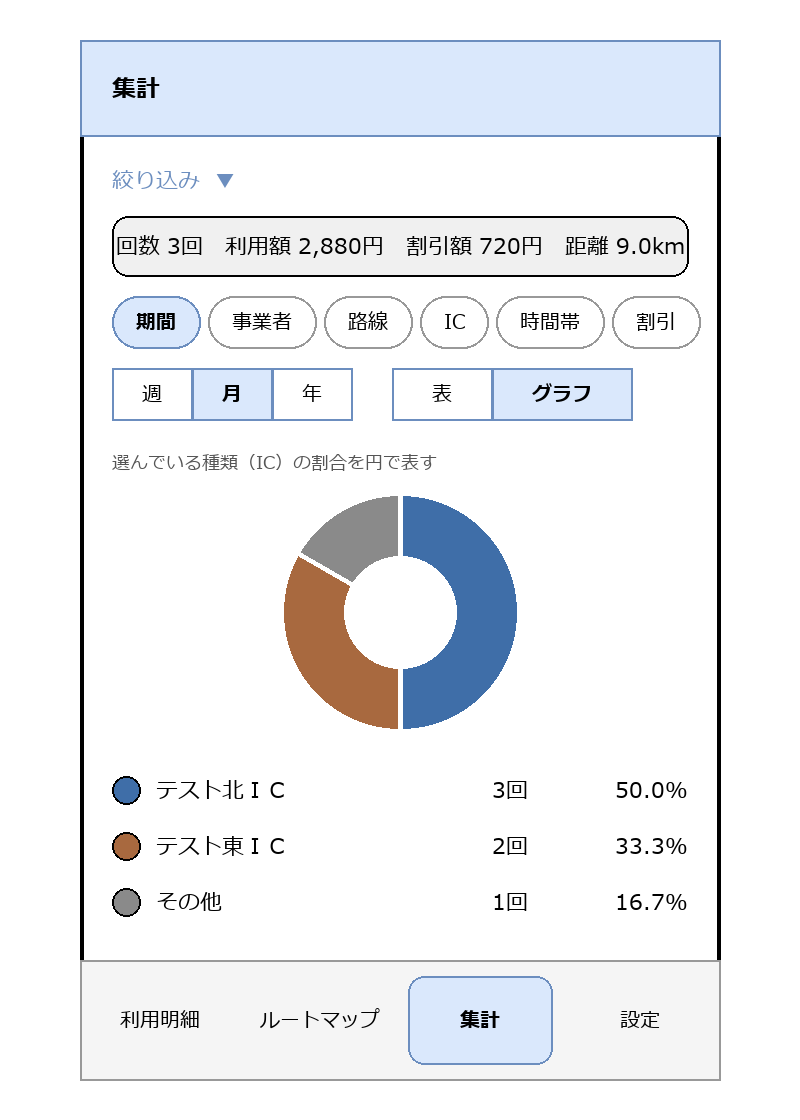 集計
絞り込み ▼
回数 3回　利用額 2,880円　割引額 720円　距離 9.0km
期間 事業者 路線 IC 時間帯 割引
週 月 年 表 グラフ
選んでいる種類（IC）の割合を円で表す
テスト北ＩＣ 3回 50.0%
テスト東ＩＣ 2回 33.3%
その他 1回 16.7%
利用明細 ルートマップ 集計 設定